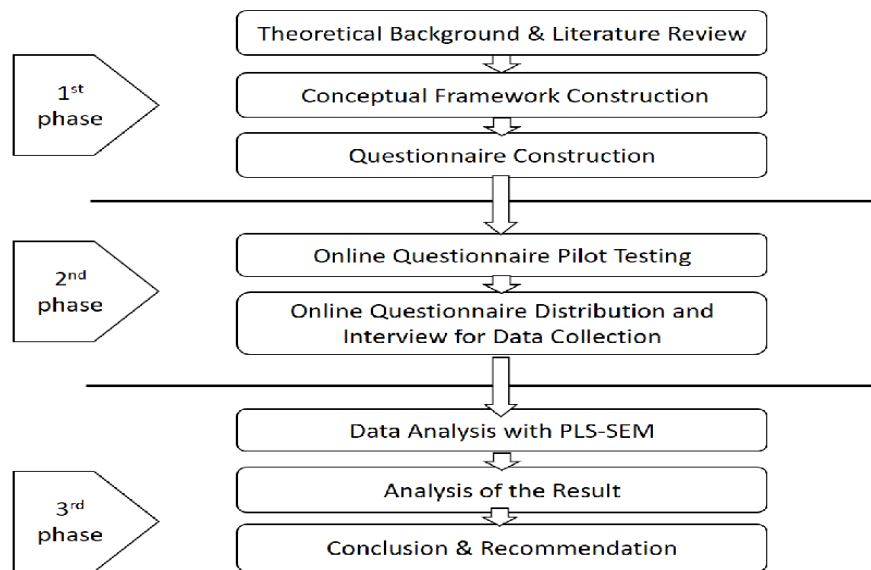 Theoretical Background & Literature Review
1st
phase
Conceptual Framework Construction
Questionnaire Construction
Online Questionnaire Pilot Testing
2nd
phase
Online Questionnaire Distribution and
Interview for Data Collection
Data Analysis with PLS-SEM
3rd
phase
Analysis of the Result
Conclusion & Recommendation